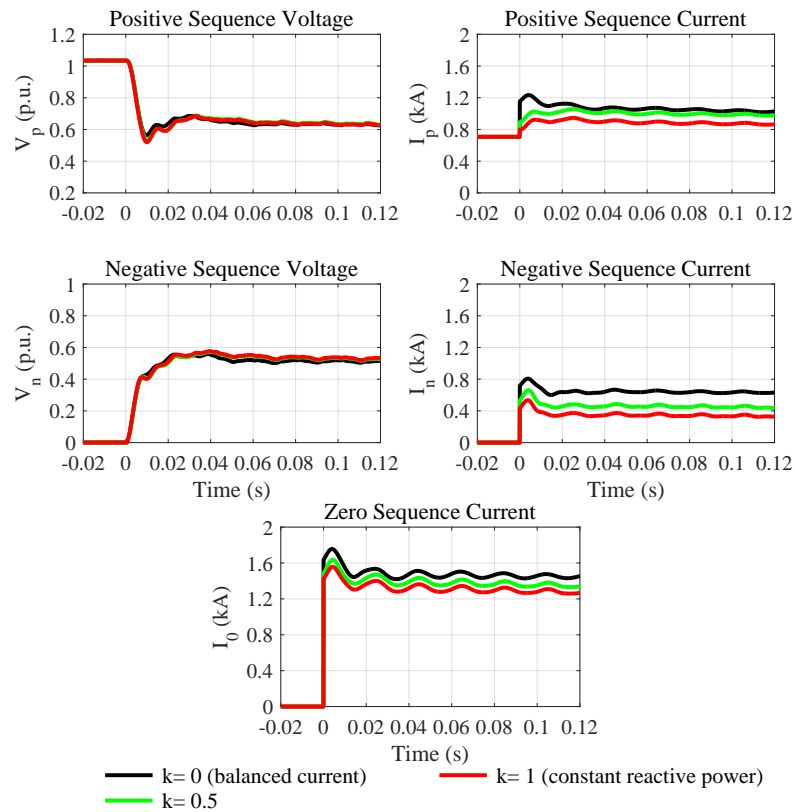 Positive Sequence Voltage
V_p (p.u.)
1.2
1
0.8
0.6
0.4
0.2
-0.02 0 0.02 0.04 0.06 0.08 0.1 0.12
Positive Sequence Current
I_p (kA)
2
1.6
1.2
0.8
0.4
0
-0.02 0 0.02 0.04 0.06 0.08 0.1 0.12
Negative Sequence Voltage
V_n (p.u.)
1
0.8
0.6
0.4
0.2
0
-0.02 0 0.02 0.04 0.06 0.08 0.1 0.12
Time (s)
Negative Sequence Current
I_n (kA)
2
1.6
1.2
0.8
0.4
0
-0.02 0 0.02 0.04 0.06 0.08 0.1 0.12
Time (s)
Zero Sequence Current
I_0 (kA)
2
1.6
1.2
0.8
0.4
0
-0.02 0 0.02 0.04 0.06 0.08 0.1 0.12
Time (s)
k= 0 (balanced current)
k= 1 (constant reactive power)
k= 0.5